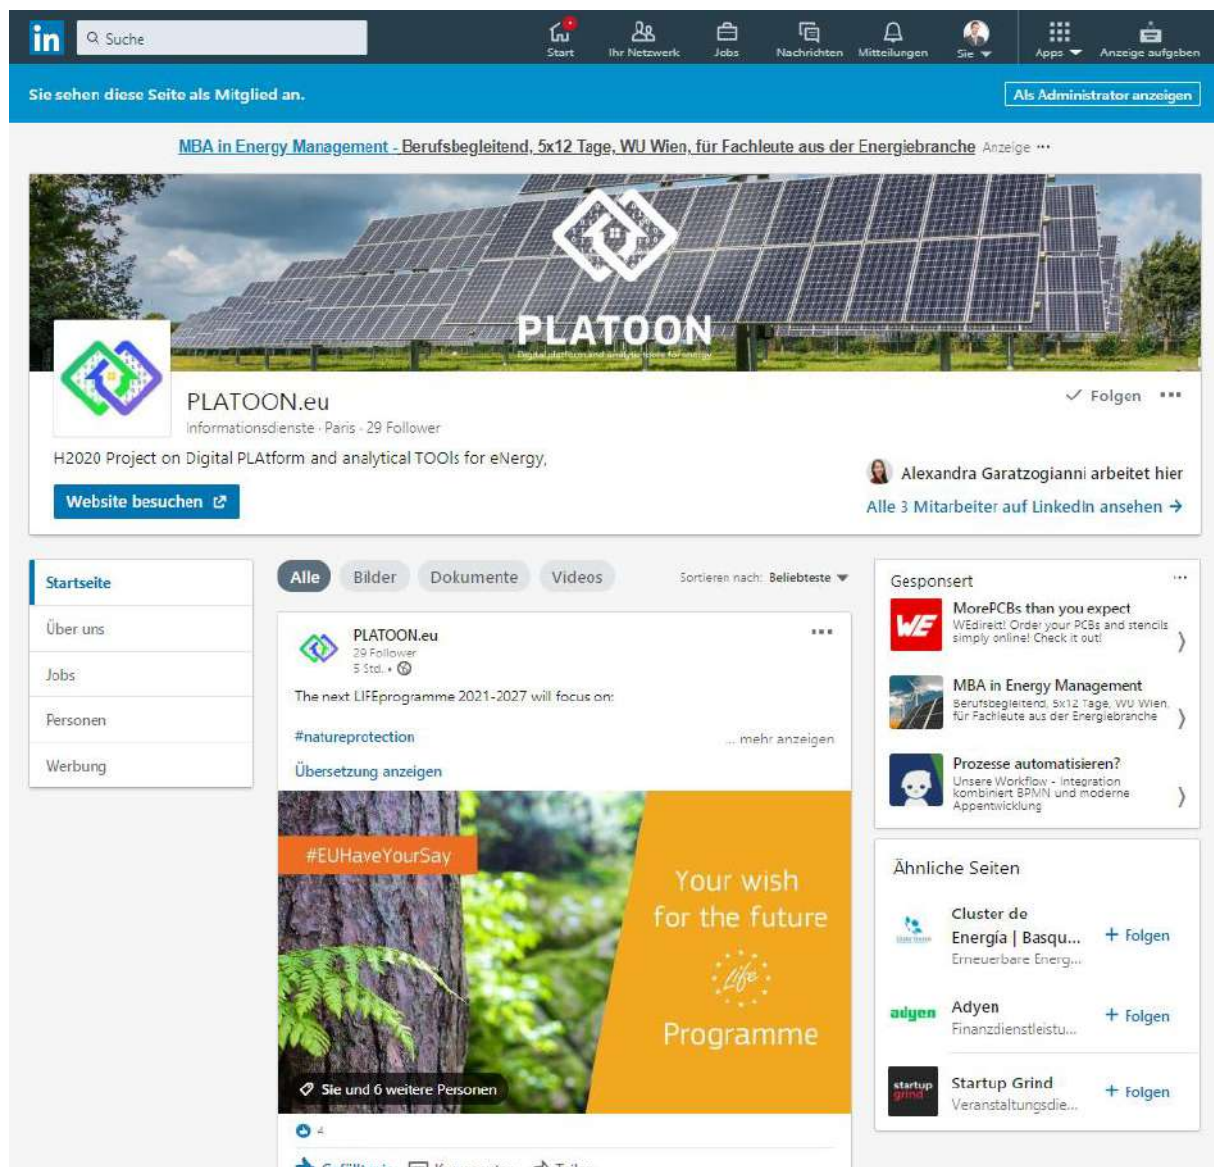 in Suche Start Ihr Netzwerk Jobs Nachrichten Mitteilungen Sie Apps Anzeige aufgeben
Sie sehen diese Seite als Mitglied an. Als Administrator anzeigen
MBA in Energy Management - Berufsbegleitend, 5x12 Tage, WU Wien, für Fachleute aus der Energiebranche Anzeige ···
PLATOON
Digital platform and analytic tools for energy
PLATOON.eu
Folgen
Informationsdienste · Paris · 29 Follower
H2020 Project on Digital PLAtform and analytical TOOls for eNergy,
Alexandra Garatzogianni arbeitet hier
Website besuchen
Alle 3 Mitarbeiter auf LinkedIn ansehen →
Startseite
Über uns
Jobs
Personen
Werbung
Alle Bilder Dokumente Videos Sortieren nach: Beliebteste
PLATOON.eu
29 Follower
5 Std. •
The next LIFEprogramme 2021-2027 will focus on:
#natureprotection
... mehr anzeigen
Übersetzung anzeigen
#EUHaveYourSay
Your wish
for the future
Life
Programme
Sie und 6 weitere Personen
4
Gesponsert
WE
MorePCBs than you expect
WEdirekt! Order your PCBs and stencils
simply online! Check it out!
MBA in Energy Management
Berufsbegleitend, 5x12 Tage, WU Wien,
für Fachleute aus der Energiebranche
Prozesse automatisieren?
Unsere Workflow - Integration
kombiniert BPMN und moderne
Appentwicklung
Ähnliche Seiten
Cluster de
Energía | Basqu...
Erneuerbare Energ...
+ Folgen
adyen
Adyen
Finanzdienstleistu...
+ Folgen
startup
grind
Startup Grind
Veranstaltungsdie...
+ Folgen